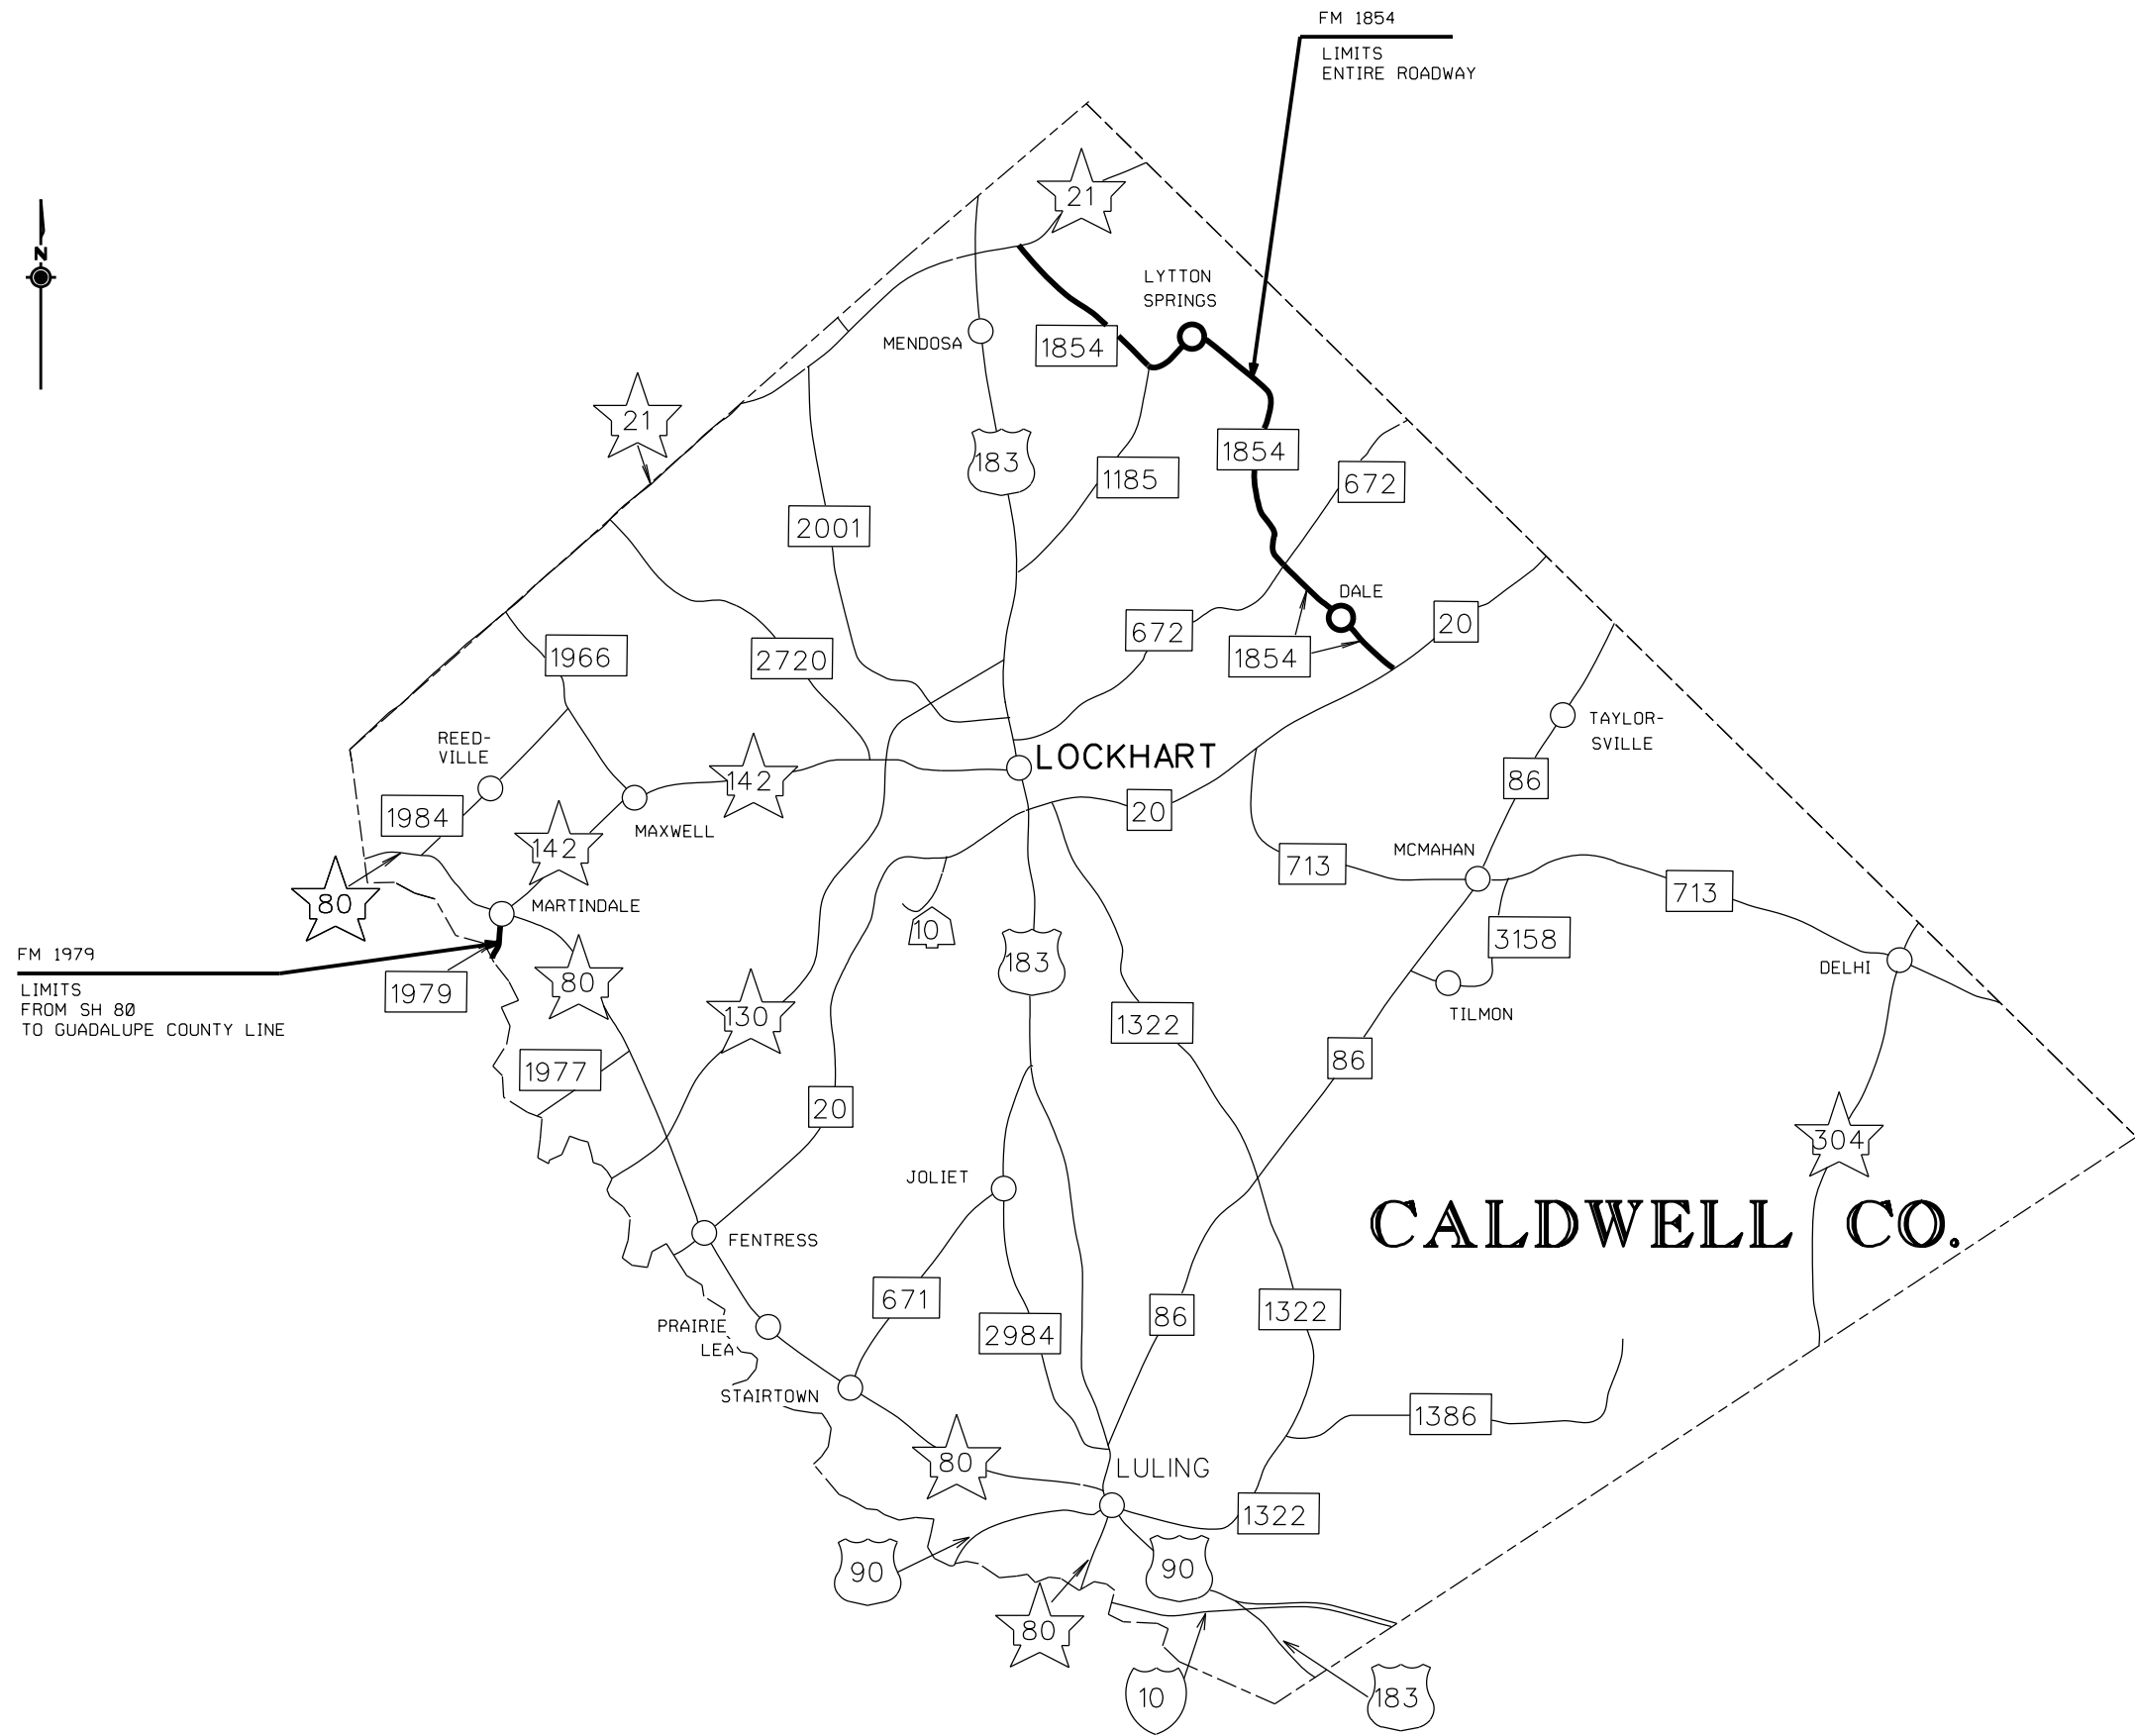 FM 1854
LIMITS
ENTIRE ROADWAY
21
N
LYTTON
SPRINGS
MENDOSA
1854
21
183
1854
1185
672
2001
DALE
20
672
1966
2720
1854
TAYLOR-
SVILLE
REED-
VILLE
LOCKHART
142
86
1984
20
MAXWELL
142
MCMAHAN
713
713
80
MARTINDALE
10
3158
FM 1979
LIMITS
FROM SH 80
TO GUADALUPE COUNTY LINE
1979
80
183
DELHI
TILMON
130
1322
1977
86
20
304
JOLIET
CALDWELL CO.
FENTRESS
671
1322
86
PRAIRIE
LEA
2984
STAIRTOWN
1386
80
LULING
1322
90
90
80
10
183